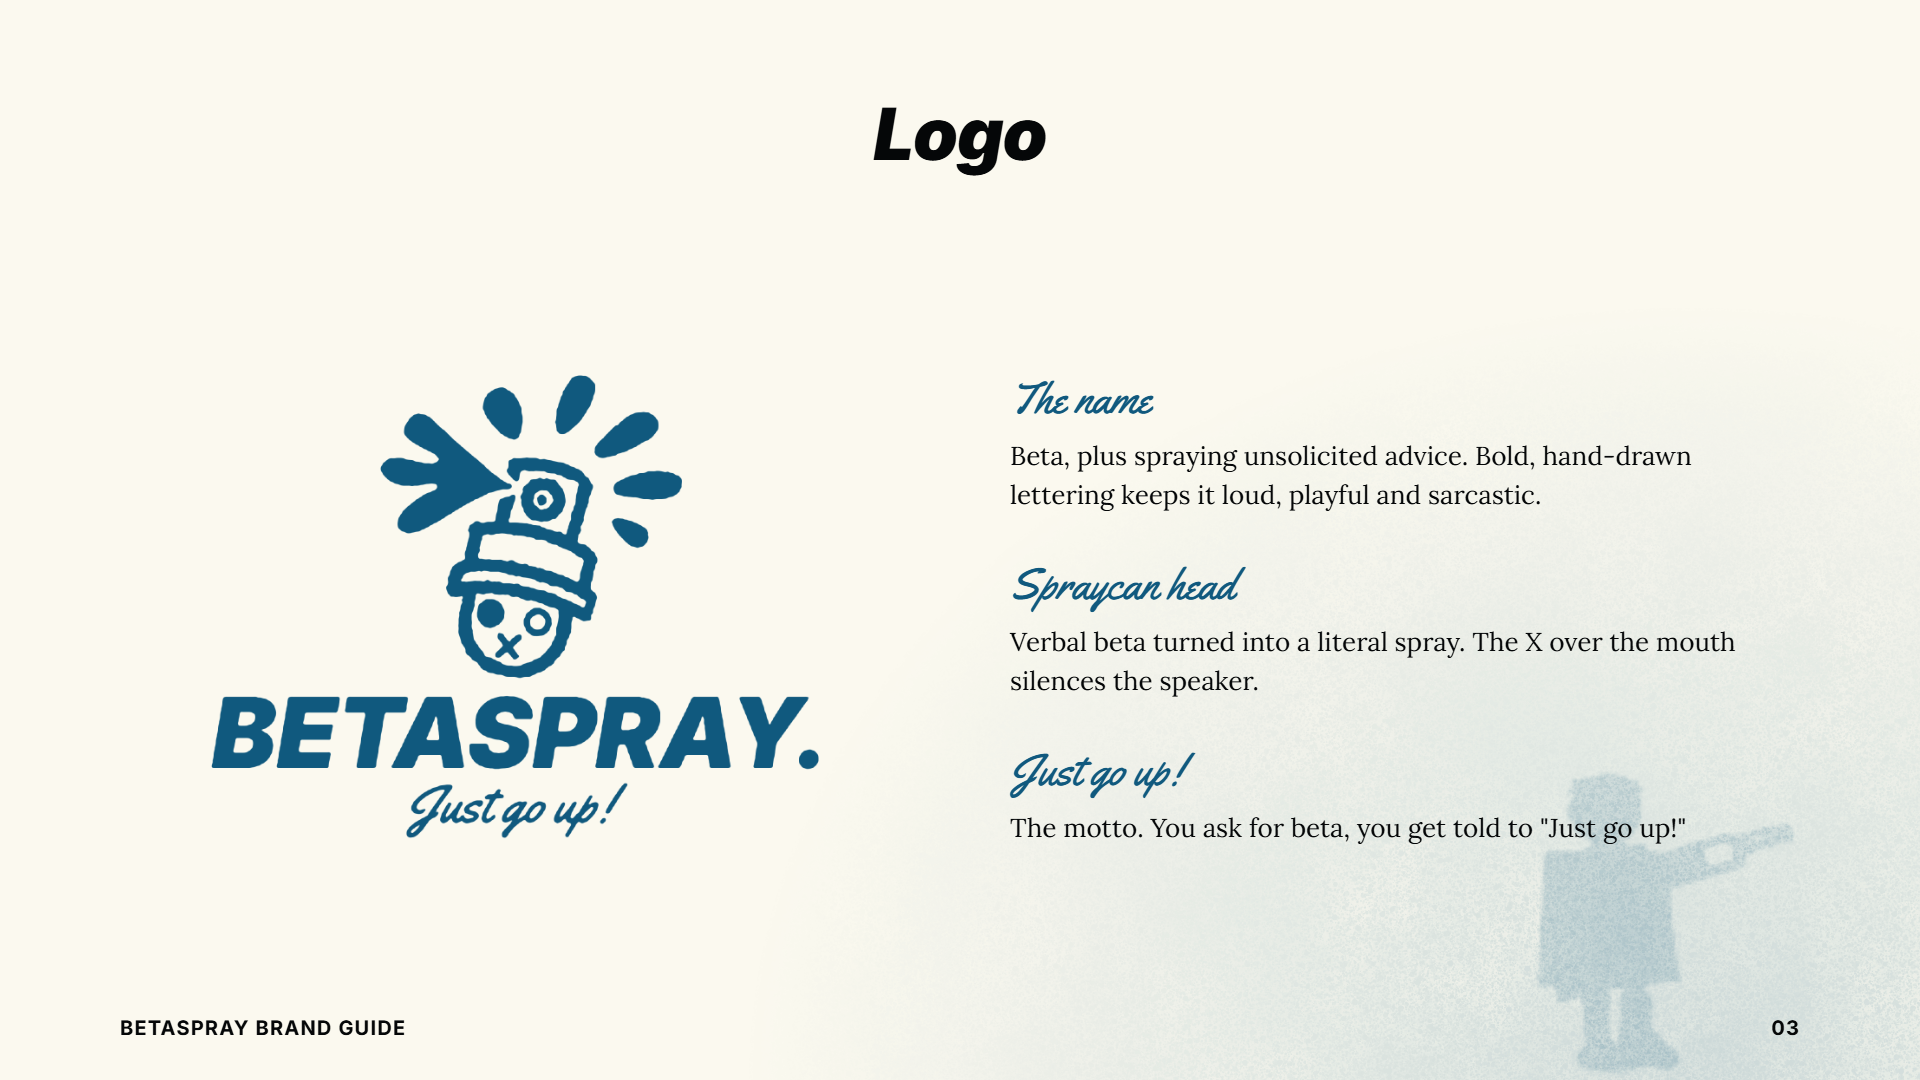 Logo
BETASPRAY.
Just go up!
The name
Beta, plus spraying unsolicited advice. Bold, hand-drawn
lettering keeps it loud, playful and sarcastic.
Spraycan head
Verbal beta turned into a literal spray. The X over the mouth
silences the speaker.
Just go up!
The motto. You ask for beta, you get told to "Just go up!"
BETASPRAY BRAND GUIDE
03